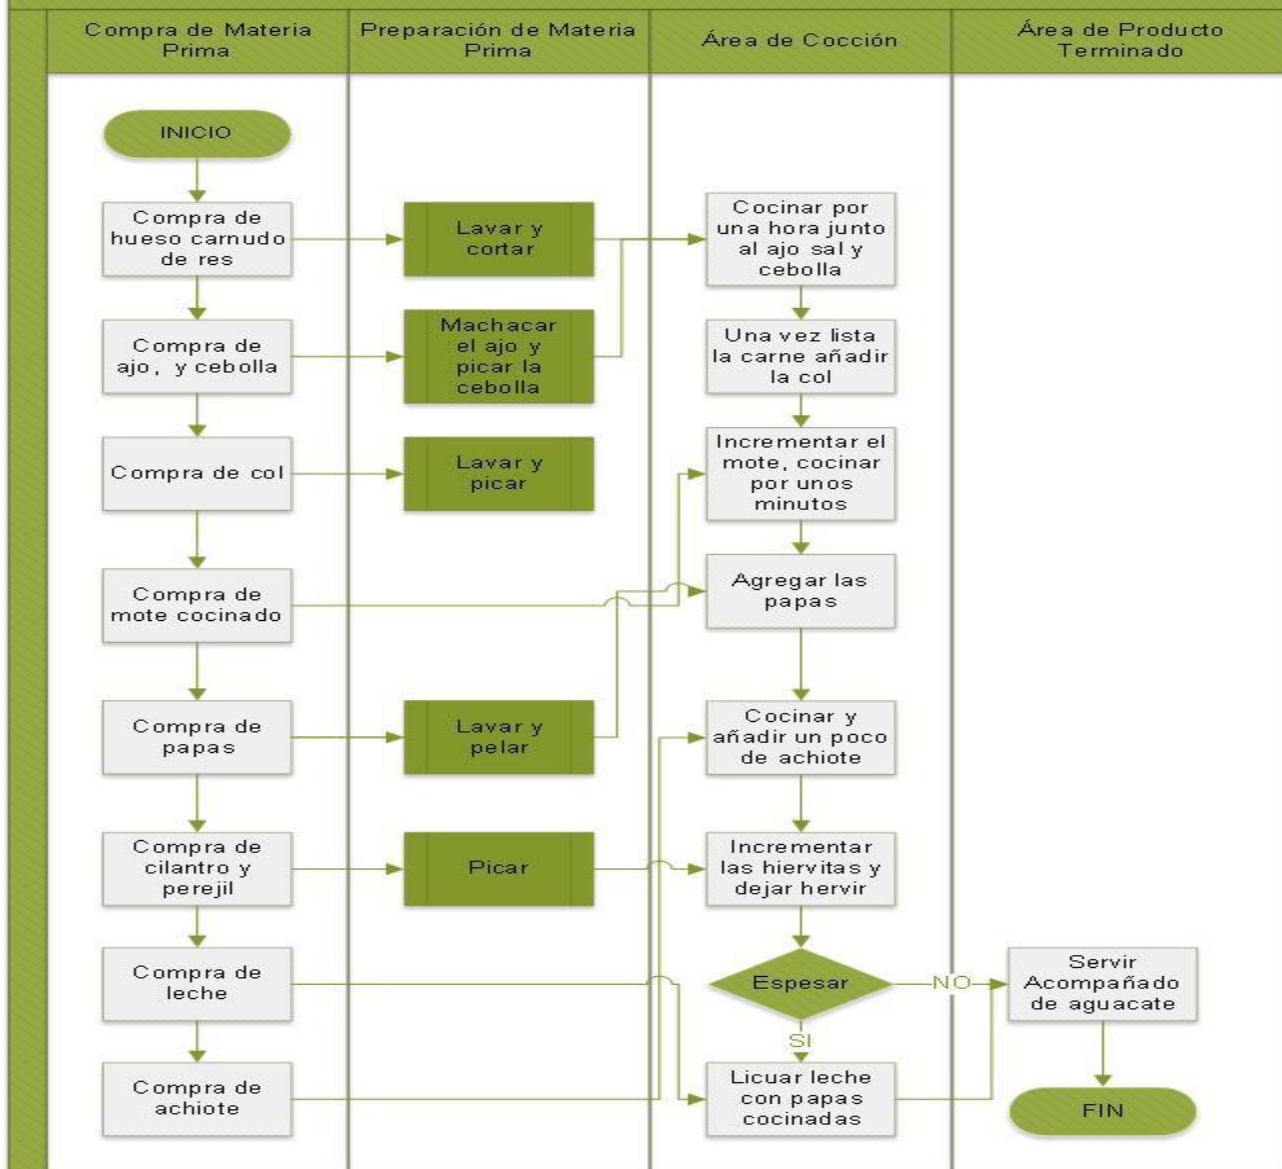 Compra de Materia
Prima
Preparación de Materia
Prima
Área de Cocción
Área de Producto
Terminado
INICIO
Compra de
hueso carnudo
de res
Lavar y
cortar
Cocinar por
una hora junto
al ajo sal y
cebolla
Compra de
ajo, y cebolla
Machacar
el ajo y
picar la
cebolla
Una vez lista
la carne añadir
la col
Compra de col
Lavar y
picar
Incrementar el
mote, cocinar
por unos
minutos
Compra de
mote cocinado
Agregar las
papas
Compra de
papas
Lavar y
pelar
Cocinar y
añadir un poco
de achiote
Compra de
cilantro y
perejil
Picar
Incrementar
las hiervitas y
dejar hervir
Compra de
leche
Espesar
NO
Servir
Acompañado
de aguacate
SI
Compra de
achiote
Licuar leche
con papas
cocinadas
FIN